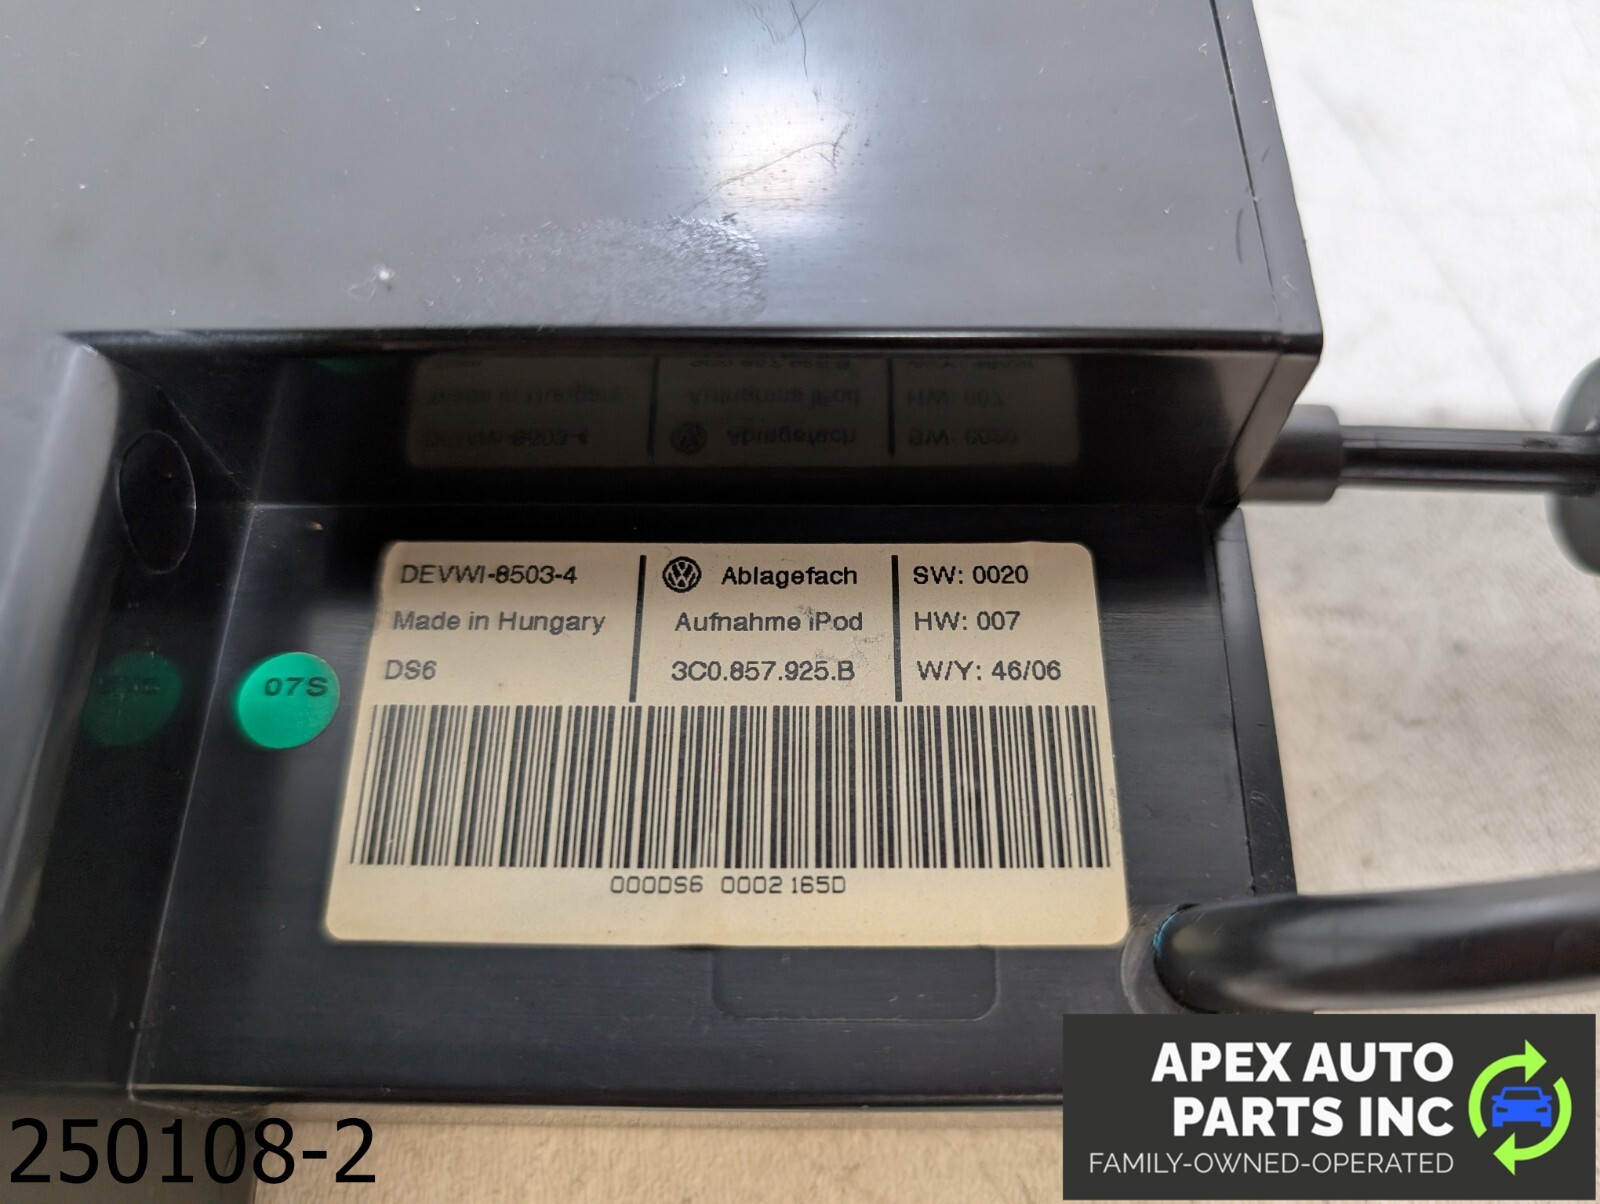 DEVWI-8503-4
Made in Hungary
DS6
Ablagefach
Aufnahme iPod
3C0.857.925.B
SW: 0020
HW: 007
W/Y: 46/06
07S
000DS6 0002165D
250108-2
APEX AUTO
PARTS INC
FAMILY-OWNED-OPERATED